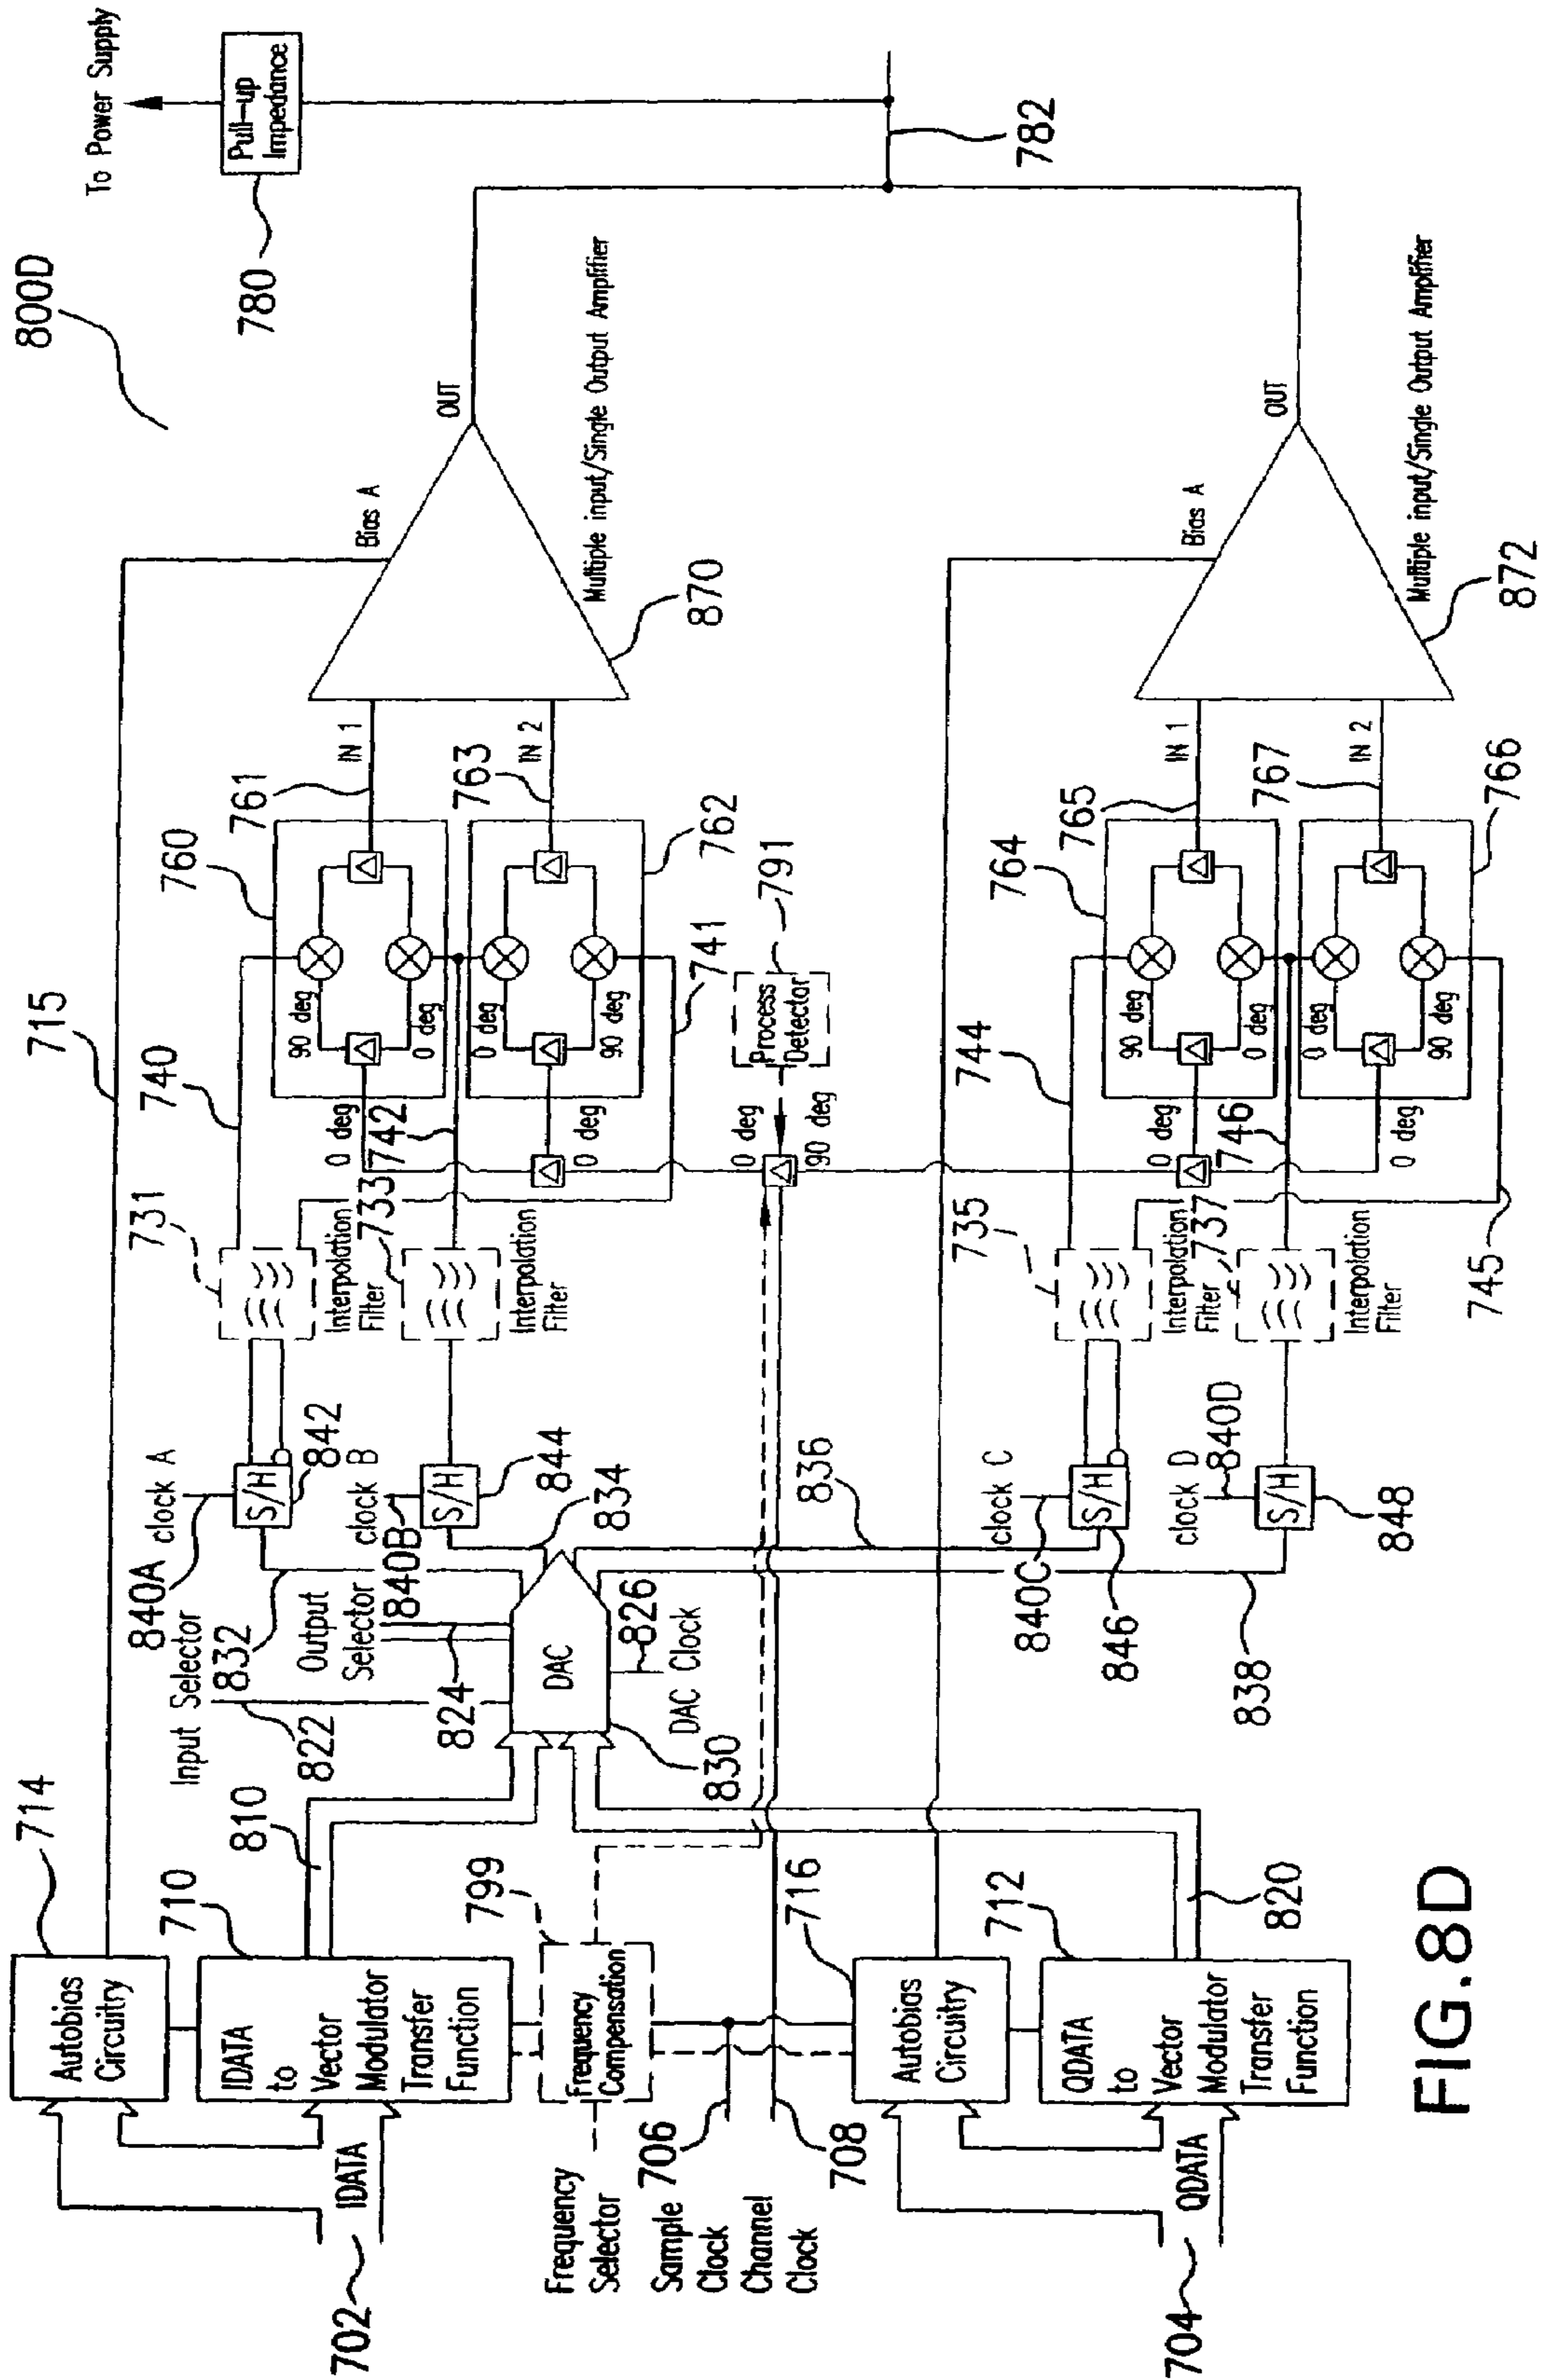 800D
To Power Supply
Pull-up
Impedance
780
782
715
714
Autobias
Circuitry
710
IDATA
to
Vector
Modulator
Transfer
Function
IDATA
702
810
Input Selector
822
832
Output
Selector
824
840A
clock A
S/H
842
840B
clock B
S/H
844
834
DAC
826
DAC Clock
830
731
Interpolation
Filter
733
Interpolation
Filter
740
742
741
760
90 deg
0 deg
0 deg
0 deg
90 deg
0 deg
761
IN 1
763
IN 2
762
Bias A
OUT
Multiple input/Single Output Amplifier
870
791
Process
Detector
0 deg
90 deg
799
Frequency
Compensation
Frequency
Selector
Sample
Clock
706
Channel
Clock
708
716
Autobias
Circuitry
712
QDATA
to
Vector
Modulator
Transfer
Function
QDATA
704
820
836
838
840C
clock C
S/H
846
clock D
840D
S/H
848
735
Interpolation
Filter
737
Interpolation
Filter
744
746
745
764
90 deg
0 deg
0 deg
0 deg
90 deg
0 deg
765
IN 1
767
IN 2
766
Bias A
OUT
Multiple input/Single Output Amplifier
872
FIG.8D